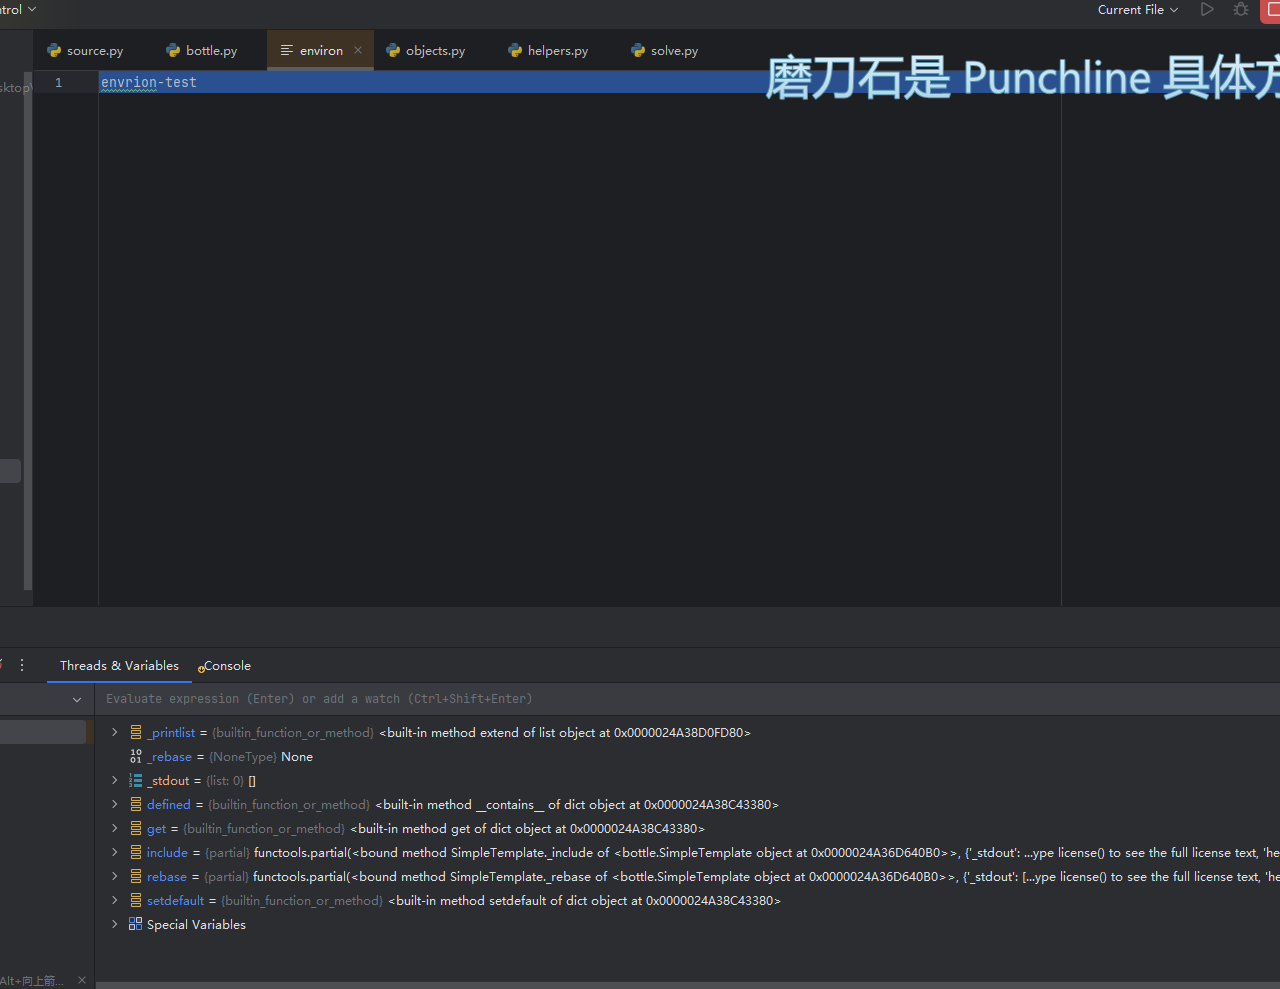 ntrol
Current File
source.py
bottle.py
environ
objects.py
helpers.py
solve.py
sktop\
1
envrion-test
磨刀石是 Punchline 具体方
Threads & Variables
Console
Evaluate expression (Enter) or add a watch (Ctrl+Shift+Enter)
_printlist = {builtin_function_or_method} <built-in method extend of list object at 0x0000024A38D0FD80>
_rebase = {NoneType} None
_stdout = {list: 0} []
defined = {builtin_function_or_method} <built-in method __contains__ of dict object at 0x0000024A38C43380>
get = {builtin_function_or_method} <built-in method get of dict object at 0x0000024A38C43380>
include = {partial} functools.partial(<bound method SimpleTemplate._include of <bottle.SimpleTemplate object at 0x0000024A36D640B0>>, {'_stdout': ...ype license() to see the full license text, 'he
rebase = {partial} functools.partial(<bound method SimpleTemplate._rebase of <bottle.SimpleTemplate object at 0x0000024A36D640B0>>, {'_stdout': [...ype license() to see the full license text, 'he
setdefault = {builtin_function_or_method} <built-in method setdefault of dict object at 0x0000024A38C43380>
Special Variables
Alt+向上箭...